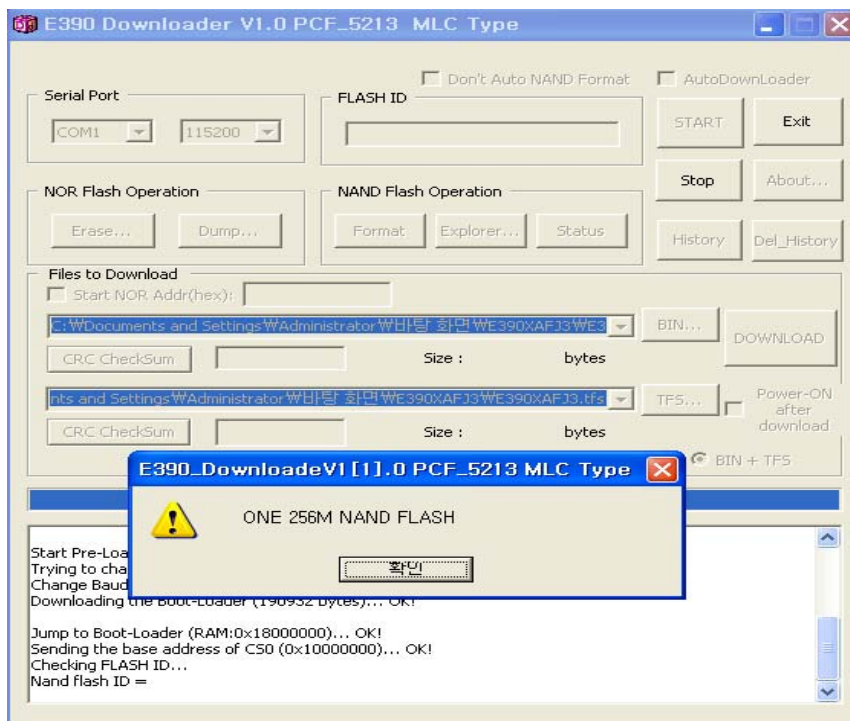 E390 Downloader V1.0 PCF_5213 MLC Type
Don't Auto NAND Format
AutoDownLoader
Serial Port
FLASH ID
COM1
115200
START
Exit
Stop
About...
NOR Flash Operation
NAND Flash Operation
Erase...
Dump...
Format
Explorer...
Status
History
Del_History
Files to Download
Start NOR Addr(hex):
C:₩Documents and Settings₩Administrator₩바탕 화면₩E390XAFJ3₩E3
BIN...
DOWNLOAD
CRC CheckSum
Size :
bytes
nts and Settings₩Administrator₩바탕 화면₩E390XAFJ3₩E390XAFJ3.tfs
TFS...
Power-ON after download
CRC CheckSum
Size :
bytes
BIN + TFS
E390_DownloadeV1[1].0 PCF_5213 MLC Type
ONE 256M NAND FLASH
확인
Start Pre-Loa
Trying to cha
Change Baud
Downloading the Boot-Loader (190932 bytes)... OK!
Jump to Boot-Loader (RAM:0x18000000)... OK!
Sending the base address of CS0 (0x10000000)... OK!
Checking FLASH ID...
Nand flash ID =